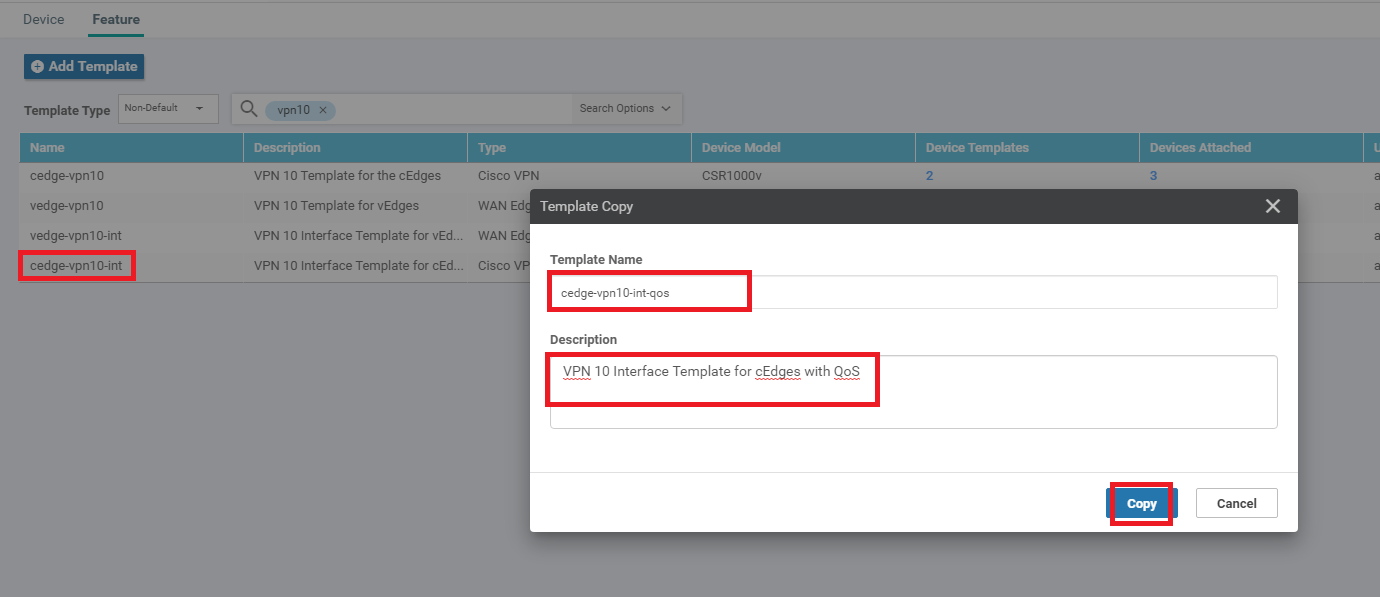 Device Feature
Add Template
Template Type Non-Default vpn10 × Search Options
Name Description Type Device Model Device Templates Devices Attached U
cedge-vpn10 VPN 10 Template for the cEdges Cisco VPN CSR1000v 2 3 a
vedge-vpn10 VPN 10 Template for vEdges WAN Edg a
vedge-vpn10-int VPN 10 Interface Template for vEd... WAN Edg a
cedge-vpn10-int VPN 10 Interface Template for cEd... Cisco VP a
Template Copy
Template Name
cedge-vpn10-int-qos
Description
VPN 10 Interface Template for cEdges with QoS
Copy Cancel